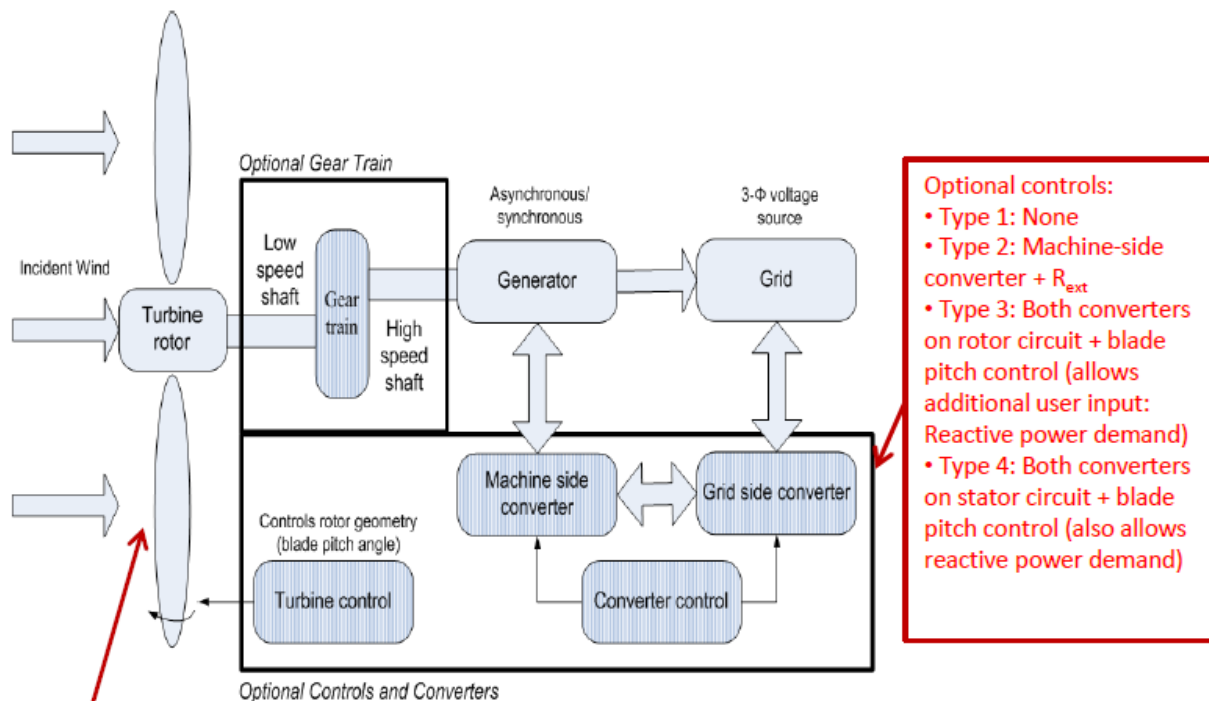 Optional Gear Train
Incident Wind
Turbine
rotor
Low
speed
shaft
Gear
train
High
speed
shaft
Asynchronous/
synchronous
Generator
3-Φ voltage
source
Grid
Machine side
converter
Grid side converter
Controls rotor geometry
(blade pitch angle)
Turbine control
Converter control
Optional Controls and Converters
Optional controls:
• Type 1: None
• Type 2: Machine-side
converter + Rext
• Type 3: Both converters
on rotor circuit + blade
pitch control (allows
additional user input:
Reactive power demand)
• Type 4: Both converters
on stator circuit + blade
pitch control (also allows
reactive power demand)